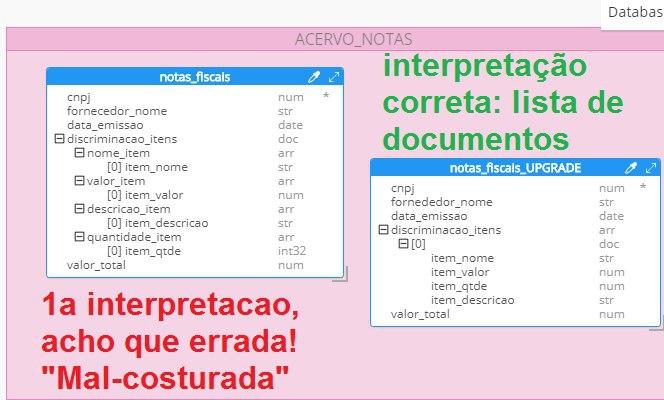 Databas
ACERVO_NOTAS
notas_fiscais
cnpj num *
fornecedor_nome str
data_emissao date
discriminacao_itens doc
nome_item arr
[0] item_nome str
valor_item arr
[0] item_valor num
descricao_item arr
[0] item_descricao str
quantidade_item arr
[0] item_qtde int32
valor_total num
1a interpretacao,
acho que errada!
"Mal-costurada"
interpretação
correta: lista de
documentos
notas_fiscais_UPGRADE
cnpj num *
fornededor_nome str
data_emissao date
discriminacao_itens arr
[0] doc
item_nome str
item_valor num
item_qtde num
item_descricao str
valor_total num